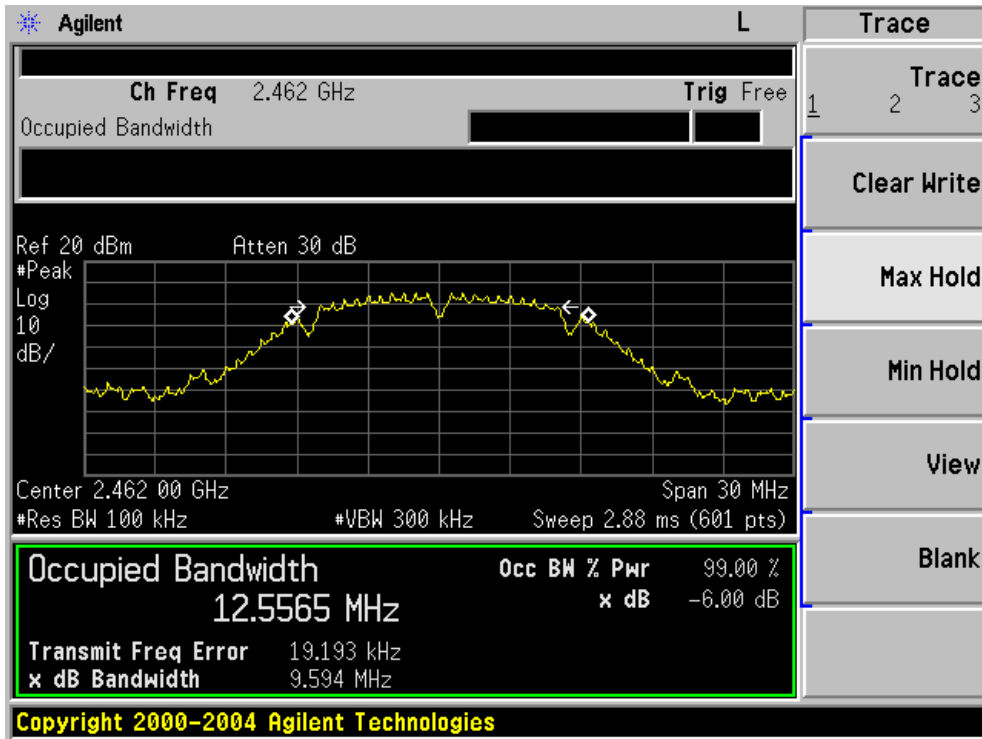 Agilent L Trace
Ch Freq 2.462 GHz Trig Free
Occupied Bandwidth
Trace
1 2 3
Clear Write
Ref 20 dBm Atten 30 dB
#Peak
Log
10
dB/
Max Hold
Min Hold
View
Center 2.462 00 GHz Span 30 MHz
#Res BW 100 kHz #VBW 300 kHz Sweep 2.88 ms (601 pts)
Blank
Occupied Bandwidth Occ BW % Pwr 99.00 %
12.5565 MHz x dB -6.00 dB
Transmit Freq Error 19.193 kHz
x dB Bandwidth 9.594 MHz
Copyright 2000-2004 Agilent Technologies